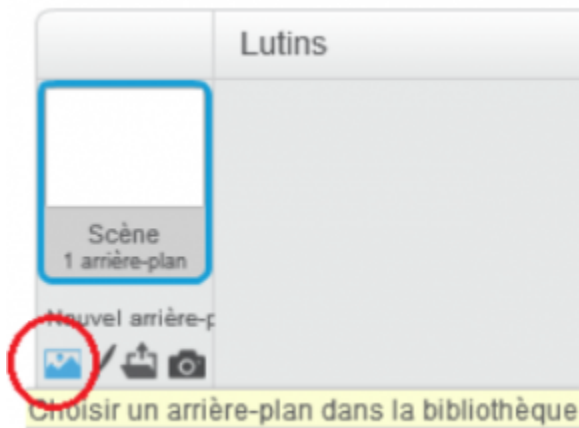 Lutins
Scène
1 arrière-plan
Nouvel arrière-p
Choisir un arrière-plan dans la bibliothèque